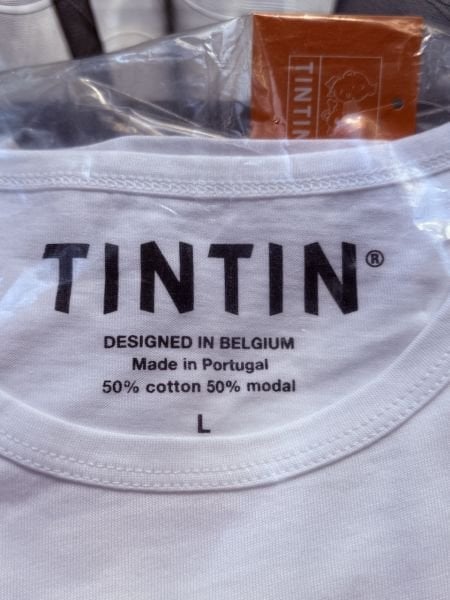 TINTIN
TINTIN®
DESIGNED IN BELGIUM
Made in Portugal
50% cotton 50% modal
L